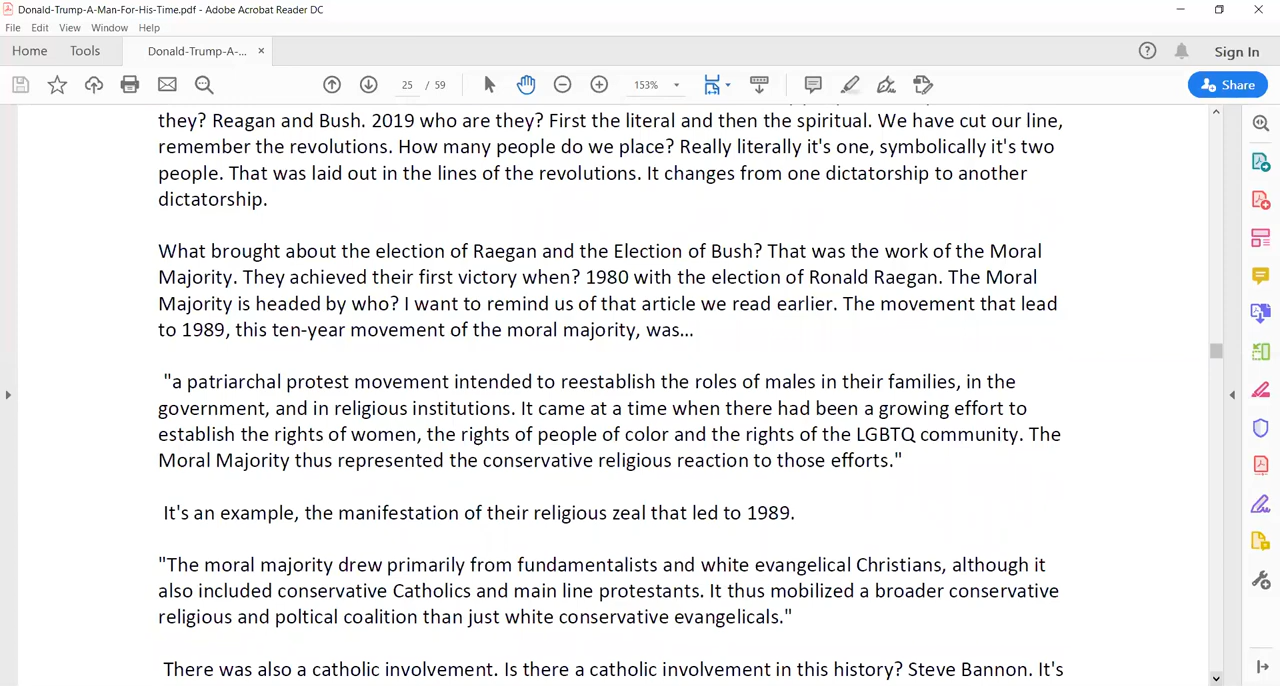 Donald-Trump-A-Man-For-His-Time.pdf - Adobe Acrobat Reader DC
File Edit View Window Help
Home Tools Donald-Trump-A-... × Sign In
25 / 59 153% Share
they? Reagan and Bush. 2019 who are they? First the literal and then the spiritual. We have cut our line,
remember the revolutions. How many people do we place? Really literally it's one, symbolically it's two
people. That was laid out in the lines of the revolutions. It changes from one dictatorship to another
dictatorship.
What brought about the election of Raegan and the Election of Bush? That was the work of the Moral
Majority. They achieved their first victory when? 1980 with the election of Ronald Raegan. The Moral
Majority is headed by who? I want to remind us of that article we read earlier. The movement that lead
to 1989, this ten-year movement of the moral majority, was...
"a patriarchal protest movement intended to reestablish the roles of males in their families, in the
government, and in religious institutions. It came at a time when there had been a growing effort to
establish the rights of women, the rights of people of color and the rights of the LGBTQ community. The
Moral Majority thus represented the conservative religious reaction to those efforts."
It's an example, the manifestation of their religious zeal that led to 1989.
"The moral majority drew primarily from fundamentalists and white evangelical Christians, although it
also included conservative Catholics and main line protestants. It thus mobilized a broader conservative
religious and poltical coalition than just white conservative evangelicals."
There was also a catholic involvement. Is there a catholic involvement in this history? Steve Bannon. It's